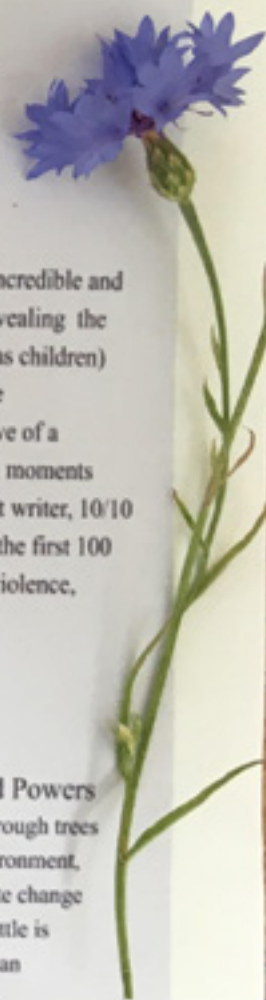 ncredible and
vealing the
as children)
e
ve of a
moments
t writer, 10/10
the first 100
iolence,
l Powers
rough trees
ronment,
te change
ttle is
an